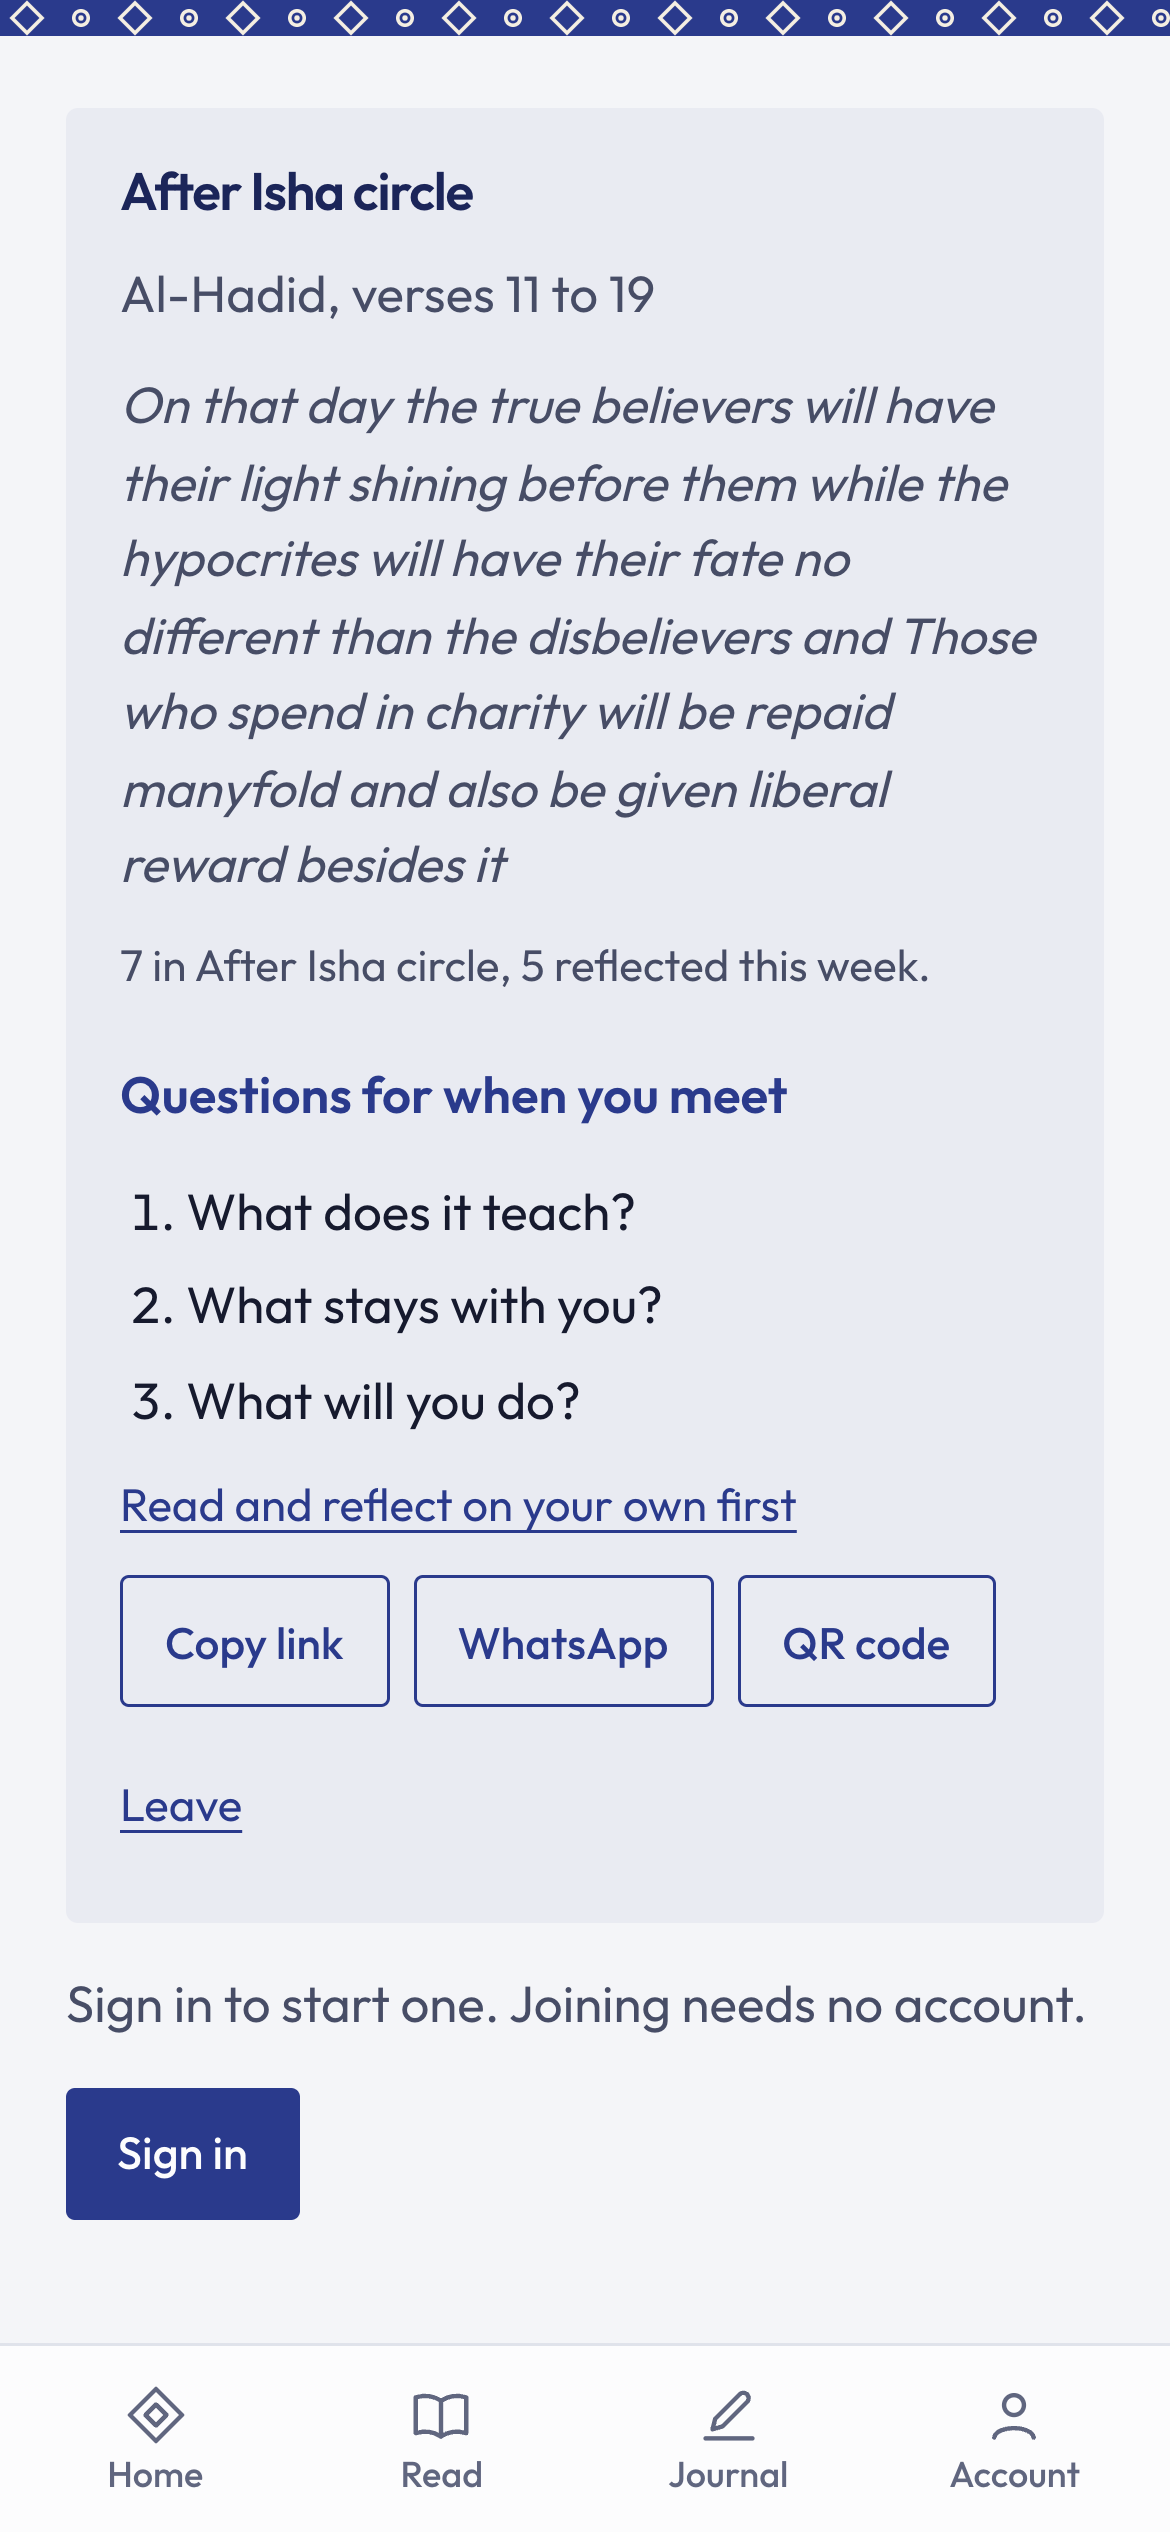 After Isha circle
Al-Hadid, verses 11 to 19
On that day the true believers will have
their light shining before them while the
hypocrites will have their fate no
different than the disbelievers and Those
who spend in charity will be repaid
manyfold and also be given liberal
reward besides it
7 in After Isha circle, 5 reflected this week.
Questions for when you meet
1. What does it teach?
2. What stays with you?
3. What will you do?
Read and reflect on your own first
Copy link WhatsApp QR code
Leave
Sign in to start one. Joining needs no account.
Sign in
Home Read Journal Account